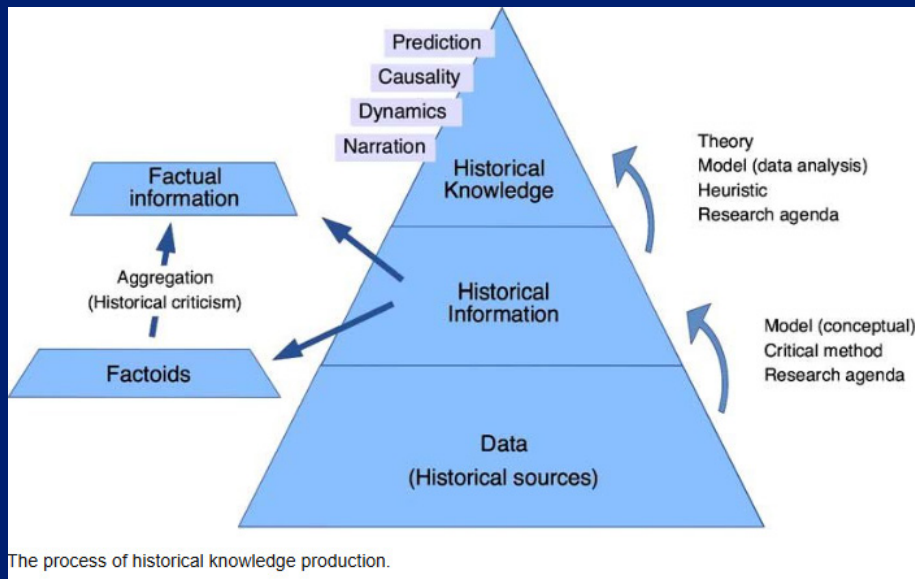 Prediction
Causality
Dynamics
Narration
Historical
Knowledge
Theory
Model (data analysis)
Heuristic
Research agenda
Factual
information
Aggregation
(Historical criticism)
Factoids
Historical
Information
Model (conceptual)
Critical method
Research agenda
Data
(Historical sources)
The process of historical knowledge production.